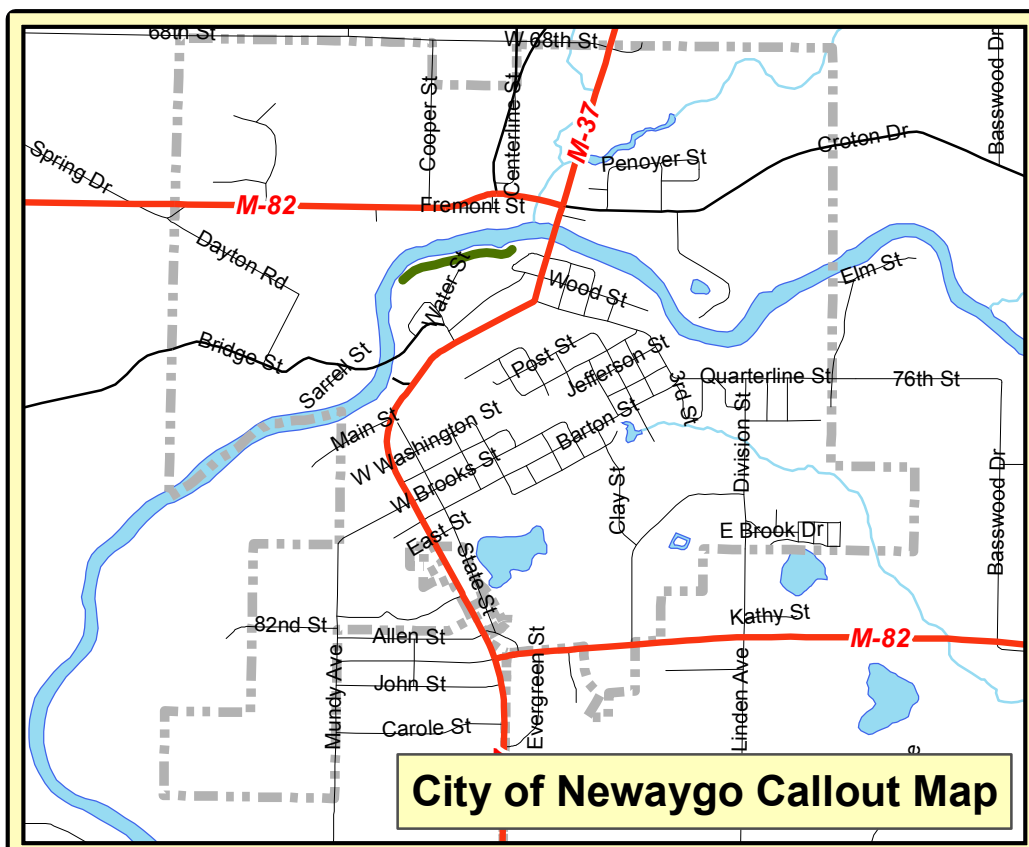 68th St
W 68th St
Basswood Dr
Cooper St
Centerline St
M-37
Croton Dr
Penoyer St
Spring Dr
M-82
Fremont St
Dayton Rd
Water St
Wood St
Elm St
Bridge St
Sarrell St
Post St
Jefferson St
3rd St
Quarterline St
76th St
Main St
W Washington St
Barton St
Division St
W Brooks St
Clay St
Basswood Dr
East St
E Brook Dr
State St
Kathy St
82nd St
Allen St
M-82
Evergreen St
Mundy Ave
John St
Linden Ave
Carole St
e
City of Newaygo Callout Map